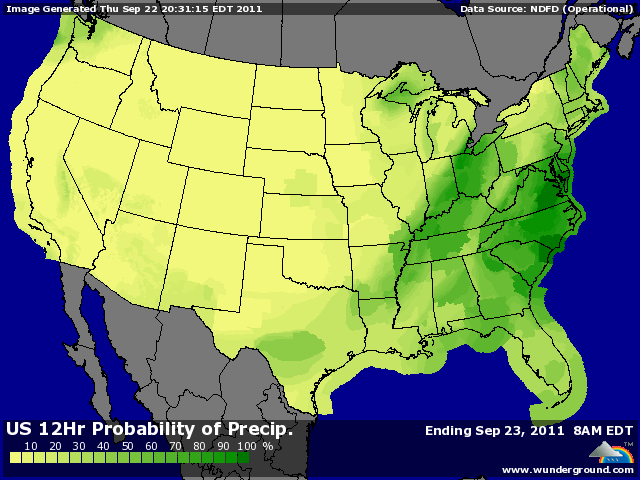 Image Generated Thu Sep 22 20:31:15 EDT 2011 Data Source: NDFD (Operational)
US 12Hr Probability of Precip. Ending Sep 23, 2011 8AM EDT
10 20 30 40 50 60 70 80 90 100 %
TM
www.wunderground.com